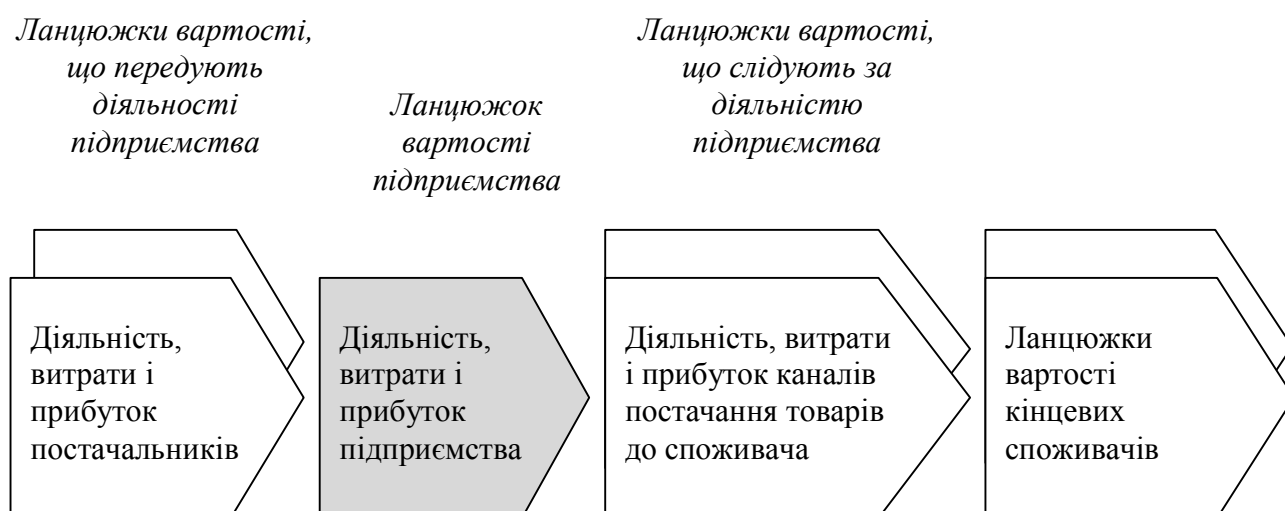 Ланцюжки вартості,
що передують
діяльності
підприємства
Ланцюжок
вартості
підприємства
Ланцюжки вартості,
що слідують за
діяльністю
підприємства
Діяльність,
витрати і
прибуток
постачальників
Діяльність,
витрати і
прибуток
підприємства
Діяльність, витрати
і прибуток каналів
постачання товарів
до споживача
Ланцюжки
вартості
кінцевих
споживачів